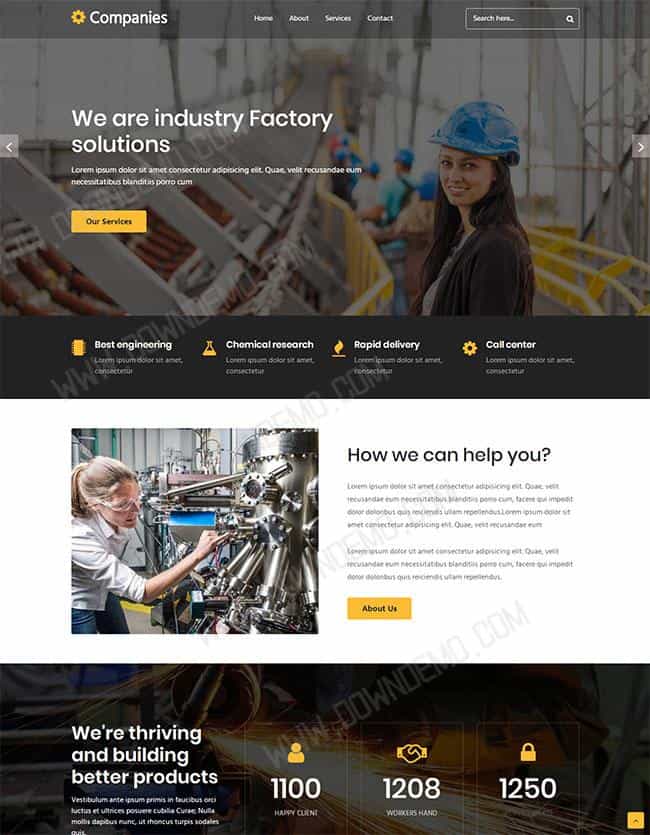 Companies
Home About Services Contact
Search here...
We are industry Factory
solutions
Lorem ipsum dolor sit amet consectetur adipisicing elit. Quae, velit recusandae eum
necessitatibus blanditiis porro cum
Our Services
Best engineering
Lorem ipsum dolor sit amet,
consectetur
Chemical research
Lorem ipsum dolor sit amet,
consectetur
Rapid delivery
Lorem ipsum dolor sit amet,
consectetur
Call center
Lorem ipsum dolor sit amet,
consectetur
How we can help you?
Lorem ipsum dolor sit amet, consectetur adipisicing elit. Quae, velit
recusandae eum necessitatibus blanditiis porro cum facere qui impedit
dolor doloribus quos reiciendis ullam repellendus.Lorem ipsum dolor sit
amet consectetur adipisicing elit. Quae, velit recusandae eum
Lorem ipsum dolor sit amet, consectetur adipisicing elit. Quae, velit
recusandae eum necessitatibus blanditiis porro cum facere qui impedit
dolor doloribus quis reiciendis ullam repellendus.
About Us
We're thriving
and building
better products
Vestibulum ante ipsum primis in faucibus orci
luctus et ultrices posuere cubilia Curae; Nulla
mollis dapibus nunc, ut rhoncus turpis sodales
quis.
1100
HAPPY CLIENT
1208
WORKERS HAND
1250
WWW.DOWNDEMO.COM
WWW.DOWNDEMO.COM
WWW.DOWNDEMO.COM